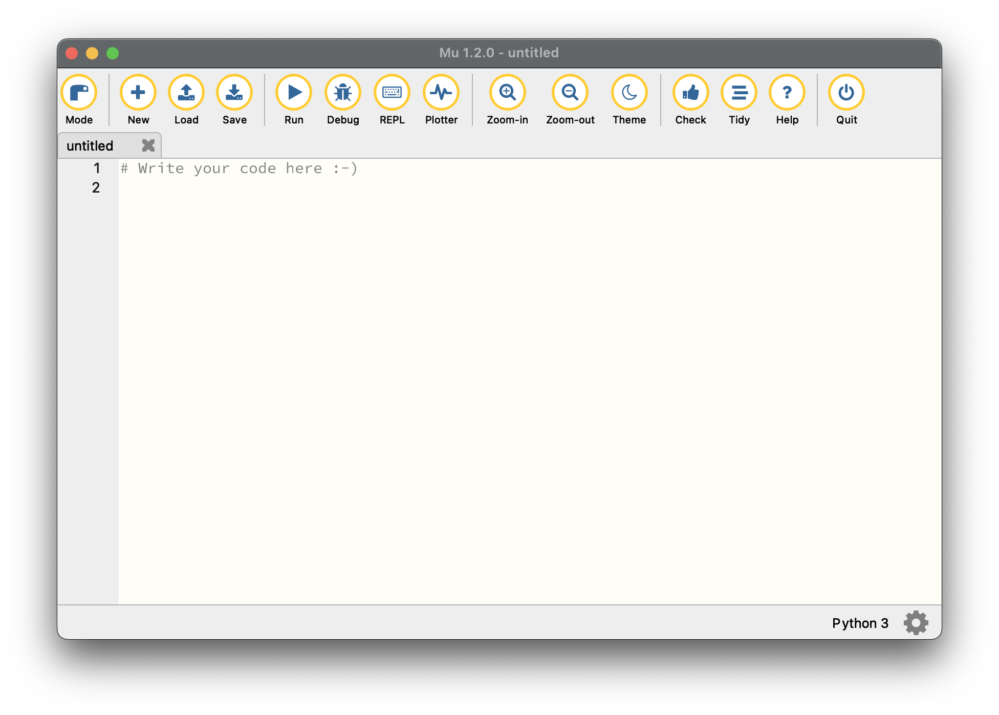 Mu 1.2.0 - untitled
Mode New Load Save Run Debug REPL Plotter Zoom-in Zoom-out Theme Check Tidy Help Quit
untitled
1 # Write your code here :-)
2
Python 3